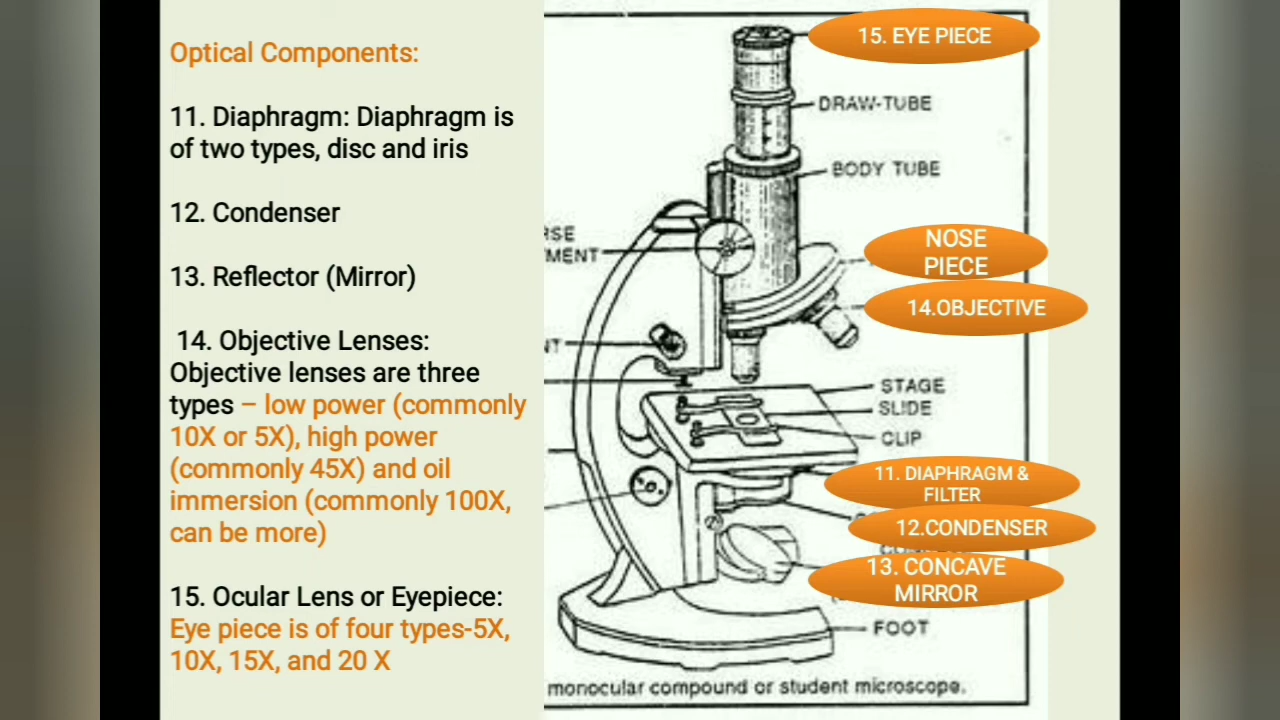 Optical Components:
11. Diaphragm: Diaphragm is
of two types, disc and iris
12. Condenser
13. Reflector (Mirror)
14. Objective Lenses:
Objective lenses are three
types – low power (commonly
10X or 5X), high power
(commonly 45X) and oil
immersion (commonly 100X,
can be more)
15. Ocular Lens or Eyepiece:
Eye piece is of four types-5X,
10X, 15X, and 20 X
15. EYE PIECE
DRAW-TUBE
BODY TUBE
NOSE
PIECE
14.OBJECTIVE
STAGE
SLIDE
CLIP
11. DIAPHRAGM &
FILTER
12.CONDENSER
13. CONCAVE
MIRROR
FOOT
monocular compound or student microscope.